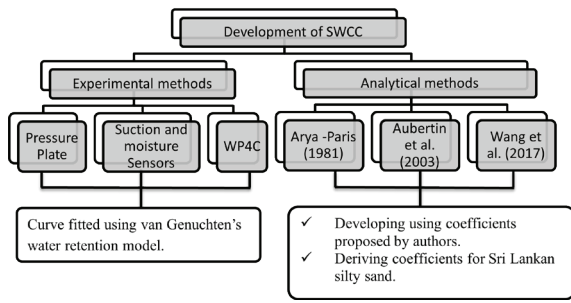 Development of SWCC
Experimental methods
Analytical methods
Pressure
Plate
Suction and
moisture
Sensors
WP4C
Arya -Paris
(1981)
Aubertin
et al.
(2003)
Wang et
al. (2017)
Curve fitted using van Genuchten's
water retention model.
✓ Developing using coefficients
proposed by authors.
✓ Deriving coefficients for Sri Lankan
silty sand.